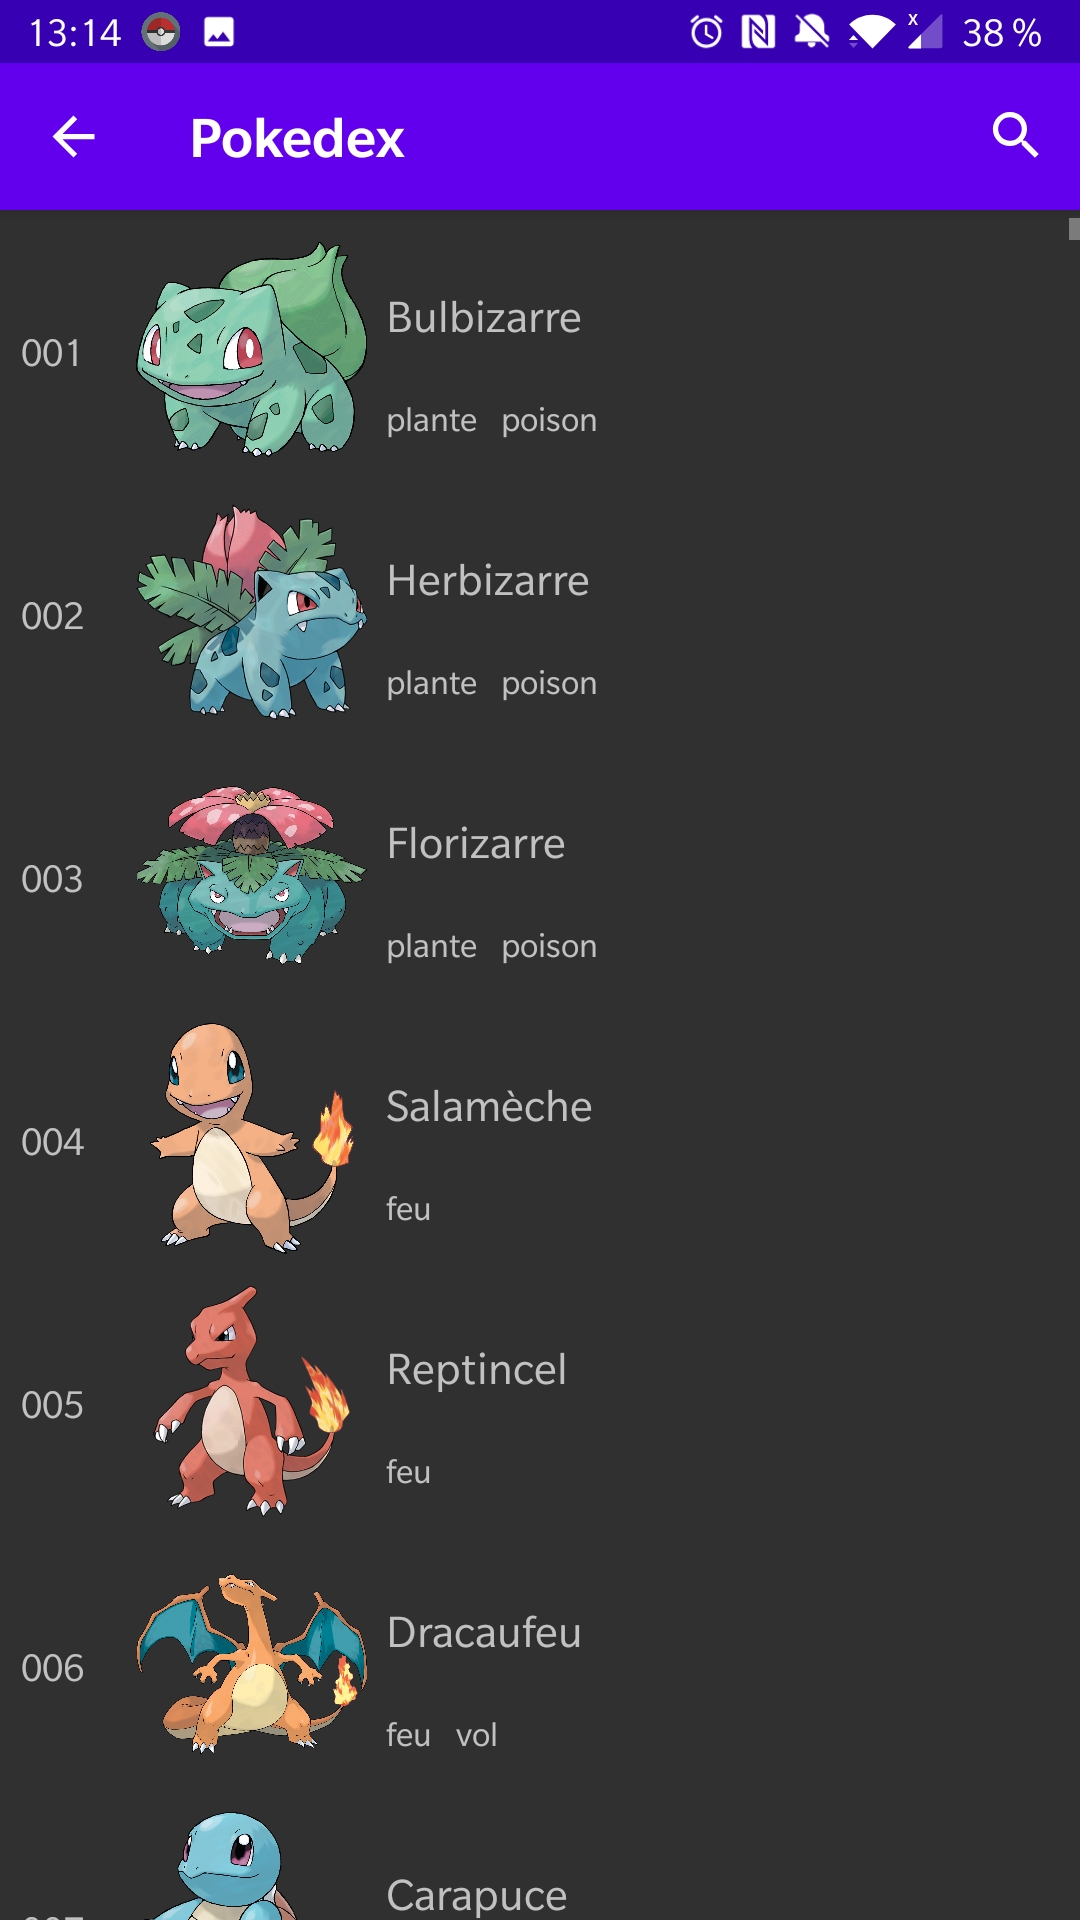 13:14 x 38 %
Pokedex
001
Bulbizarre
plante poison
002
Herbizarre
plante poison
003
Florizarre
plante poison
004
Salamèche
feu
005
Reptincel
feu
006
Dracaufeu
feu vol
Carapuce